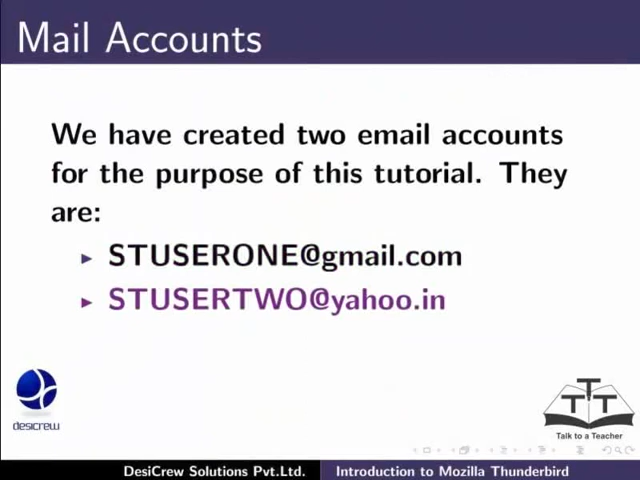 Mail Accounts
We have created two email accounts
for the purpose of this tutorial. They
are:
STUSERONE@gmail.com
STUSERTWO@yahoo.in
desicrew
T T T
Talk to a Teacher
DesiCrew Solutions Pvt.Ltd. Introduction to Mozilla Thunderbird